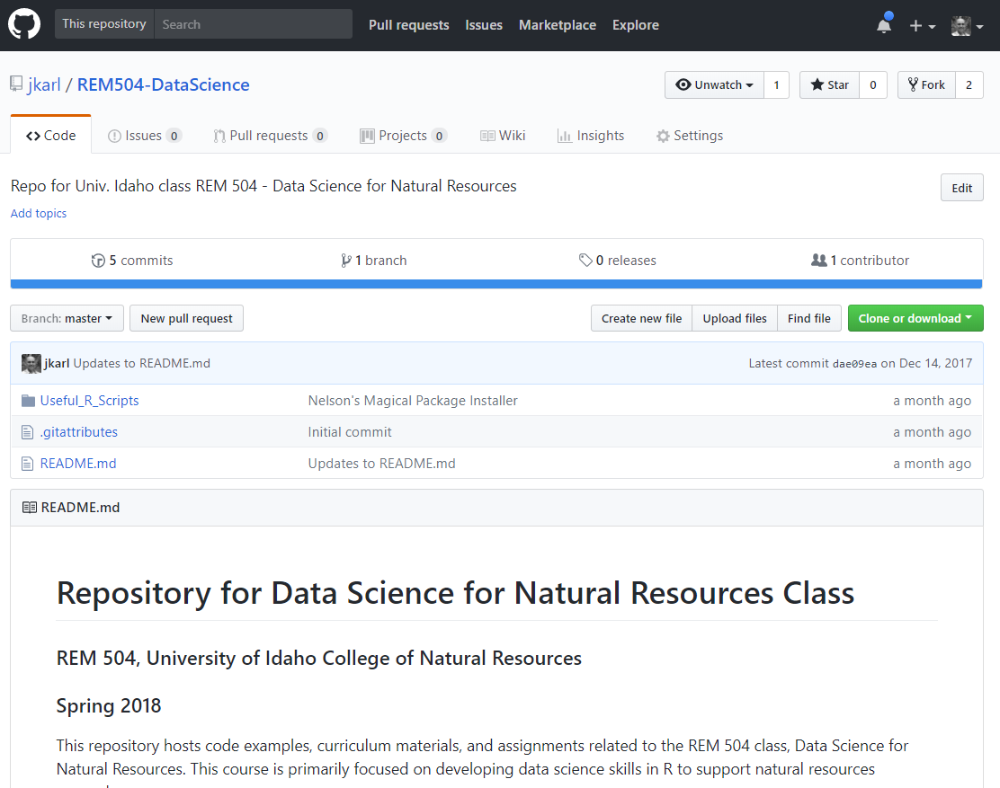 This repository Search Pull requests Issues Marketplace Explore
jkarl / REM504-DataScience Unwatch 1 Star 0 Fork 2
Code Issues 0 Pull requests 0 Projects 0 Wiki Insights Settings
Repo for Univ. Idaho class REM 504 - Data Science for Natural Resources Edit
Add topics
5 commits 1 branch 0 releases 1 contributor
Branch: master New pull request Create new file Upload files Find file Clone or download
jkarl Updates to README.md Latest commit dae09ea on Dec 14, 2017
Useful_R_Scripts Nelson's Magical Package Installer a month ago
.gitattributes Initial commit a month ago
README.md Updates to README.md a month ago
README.md
Repository for Data Science for Natural Resources Class
REM 504, University of Idaho College of Natural Resources
Spring 2018
This repository hosts code examples, curriculum materials, and assignments related to the REM 504 class, Data Science for
Natural Resources. This course is primarily focused on developing data science skills in R to support natural resources